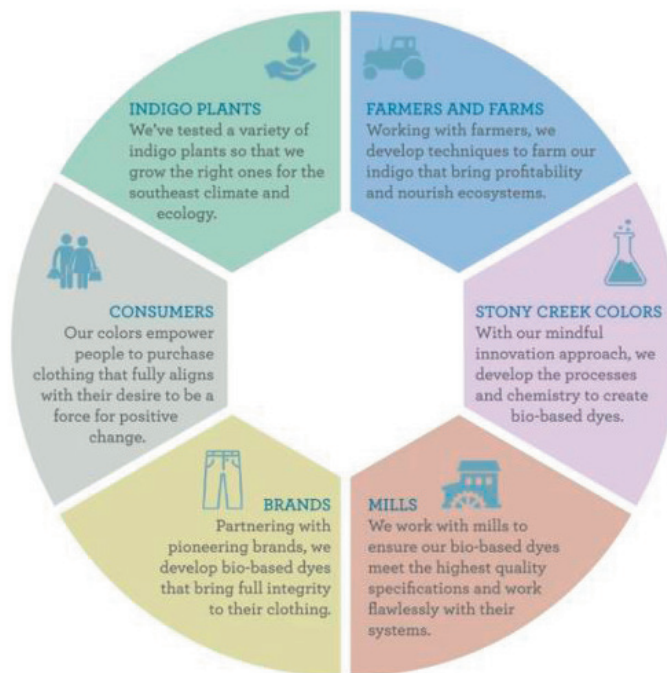 INDIGO PLANTS
We've tested a variety of
indigo plants so that we
grow the right ones for the
southeast climate and
ecology.
FARMERS AND FARMS
Working with farmers, we
develop techniques to farm our
indigo that bring profitability
and nourish ecosystems.
STONY CREEK COLORS
With our mindful
innovation approach, we
develop the processes
and chemistry to create
bio-based dyes.
MILLS
We work with mills to
ensure our bio-based dyes
meet the highest quality
specifications and work
flawlessly with their
systems.
BRANDS
Partnering with
pioneering brands, we
develop bio-based dyes
that bring full integrity
to their clothing.
CONSUMERS
Our colors empower
people to purchase
clothing that fully aligns
with their desire to be a
force for positive
change.